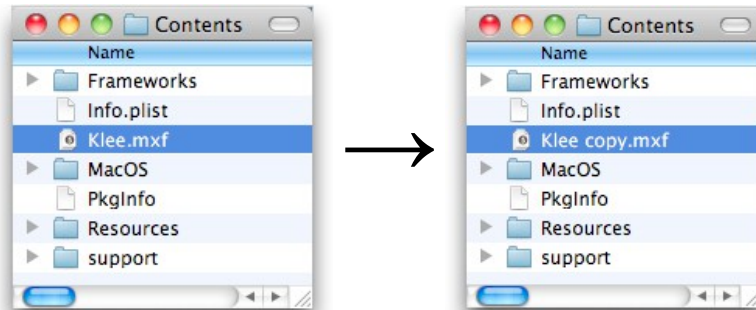 Contents
Name
Frameworks
Info.plist
Klee.mxf
MacOS
PkgInfo
Resources
support
Contents
Name
Frameworks
Info.plist
Klee copy.mxf
MacOS
PkgInfo
Resources
support